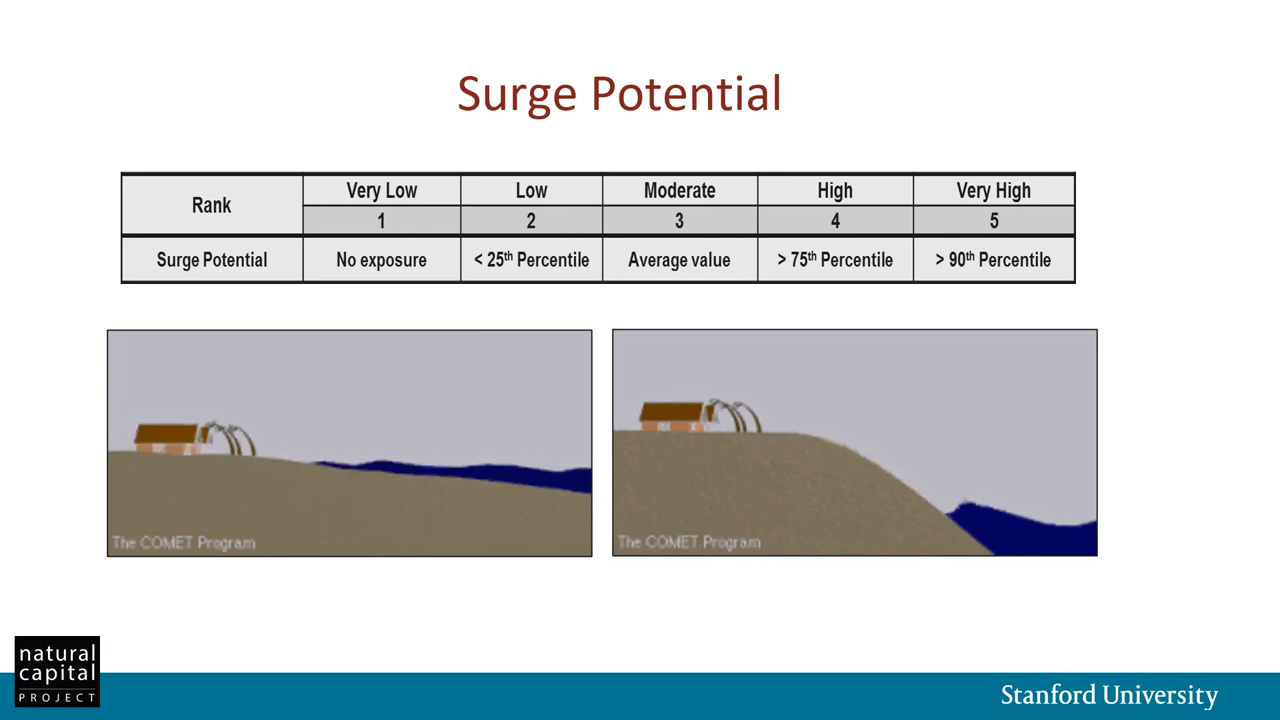 Surge Potential
Rank Very Low Low Moderate High Very High
1 2 3 4 5
Surge Potential No exposure < 25th Percentile Average value > 75th Percentile > 90th Percentile
The COMET Program
The COMET Program
natural
capital
PROJECT
Stanford University